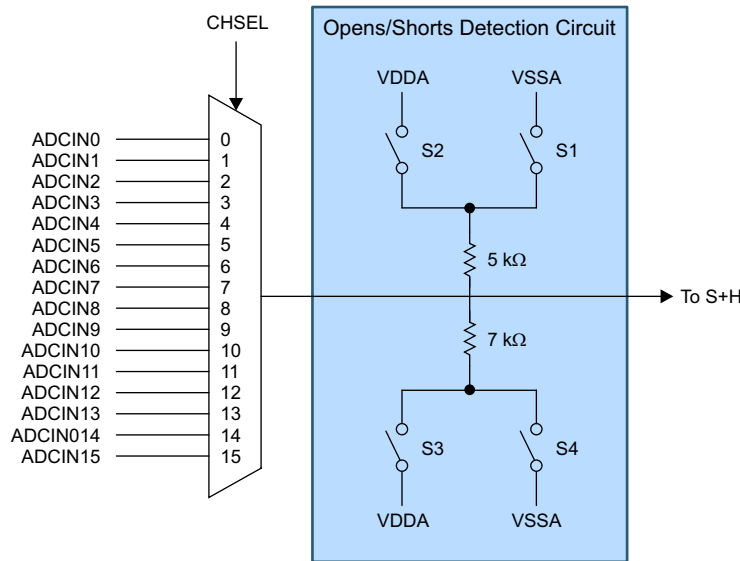 CHSEL
Opens/Shorts Detection Circuit
VDDA VSSA
S2 S1
ADCIN0 0
ADCIN1 1
ADCIN2 2
ADCIN3 3
ADCIN4 4
ADCIN5 5
ADCIN6 6
ADCIN7 7
ADCIN8 8
ADCIN9 9
ADCIN10 10
ADCIN11 11
ADCIN12 12
ADCIN13 13
ADCIN014 14
ADCIN15 15
5 kΩ
To S+H
7 kΩ
S3 S4
VDDA VSSA